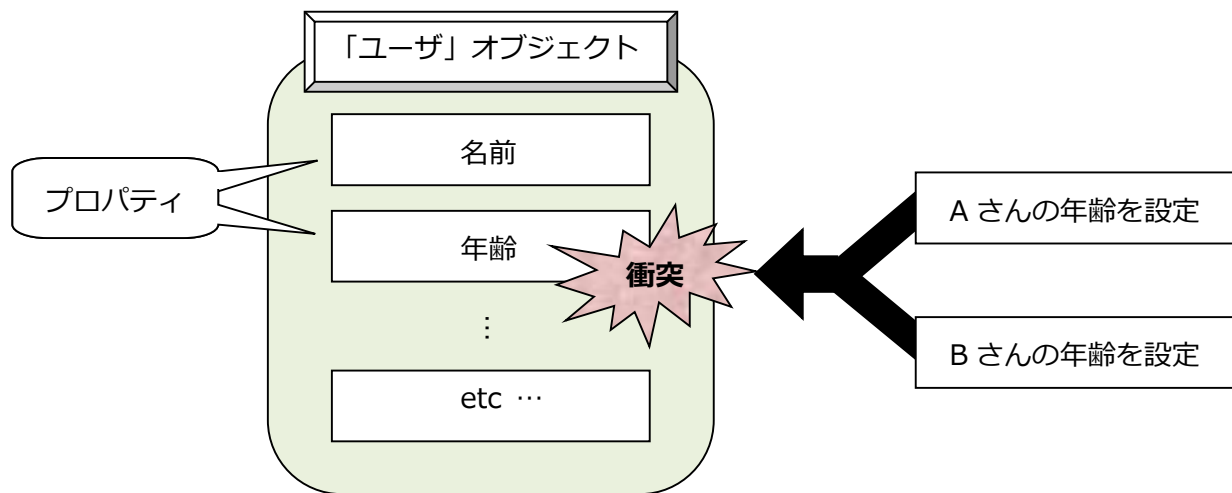 「ユーザ」オブジェクト
名前
プロパティ
年齢
衝突
⋮
etc …
A さんの年齢を設定
B さんの年齢を設定